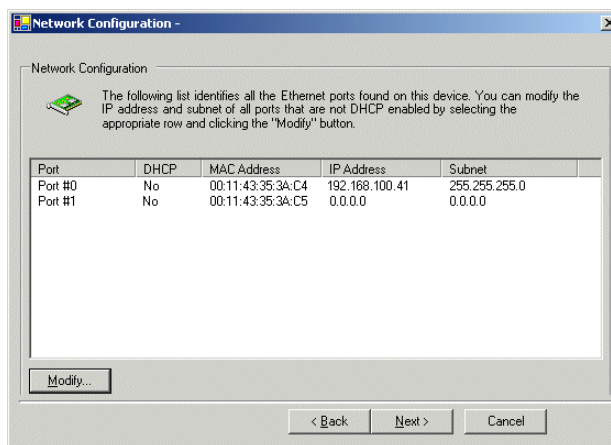 Network Configuration -
Network Configuration
The following list identifies all the Ethernet ports found on this device. You can modify the
IP address and subnet of all ports that are not DHCP enabled by selecting the
appropriate row and clicking the "Modify" button.
Port DHCP MAC Address IP Address Subnet
Port #0 No 00:11:43:35:3A:C4 192.168.100.41 255.255.255.0
Port #1 No 00:11:43:35:3A:C5 0.0.0.0 0.0.0.0
Modify...
< Back Next > Cancel